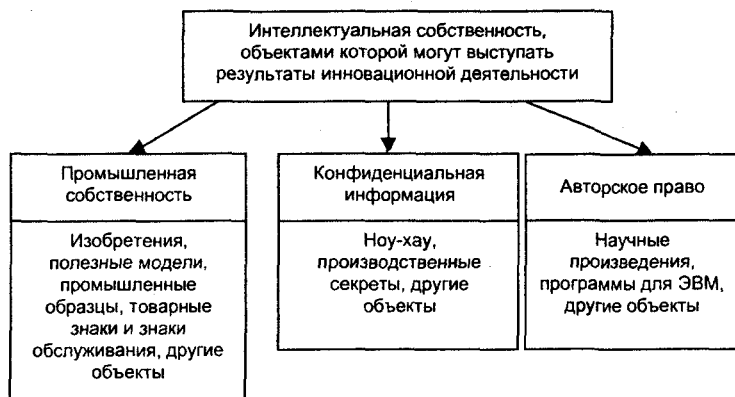 Интеллектуальная собственность,
объектами которой могут выступать
результаты инновационной деятельности
Промышленная
собственность
Изобретения,
полезные модели,
промышленные
образцы, товарные
знаки и знаки
обслуживания, другие
объекты
Конфиденциальная
информация
Ноу-хау,
производственные
секреты, другие
объекты
Авторское право
Научные
произведения,
программы для ЭВМ,
другие объекты